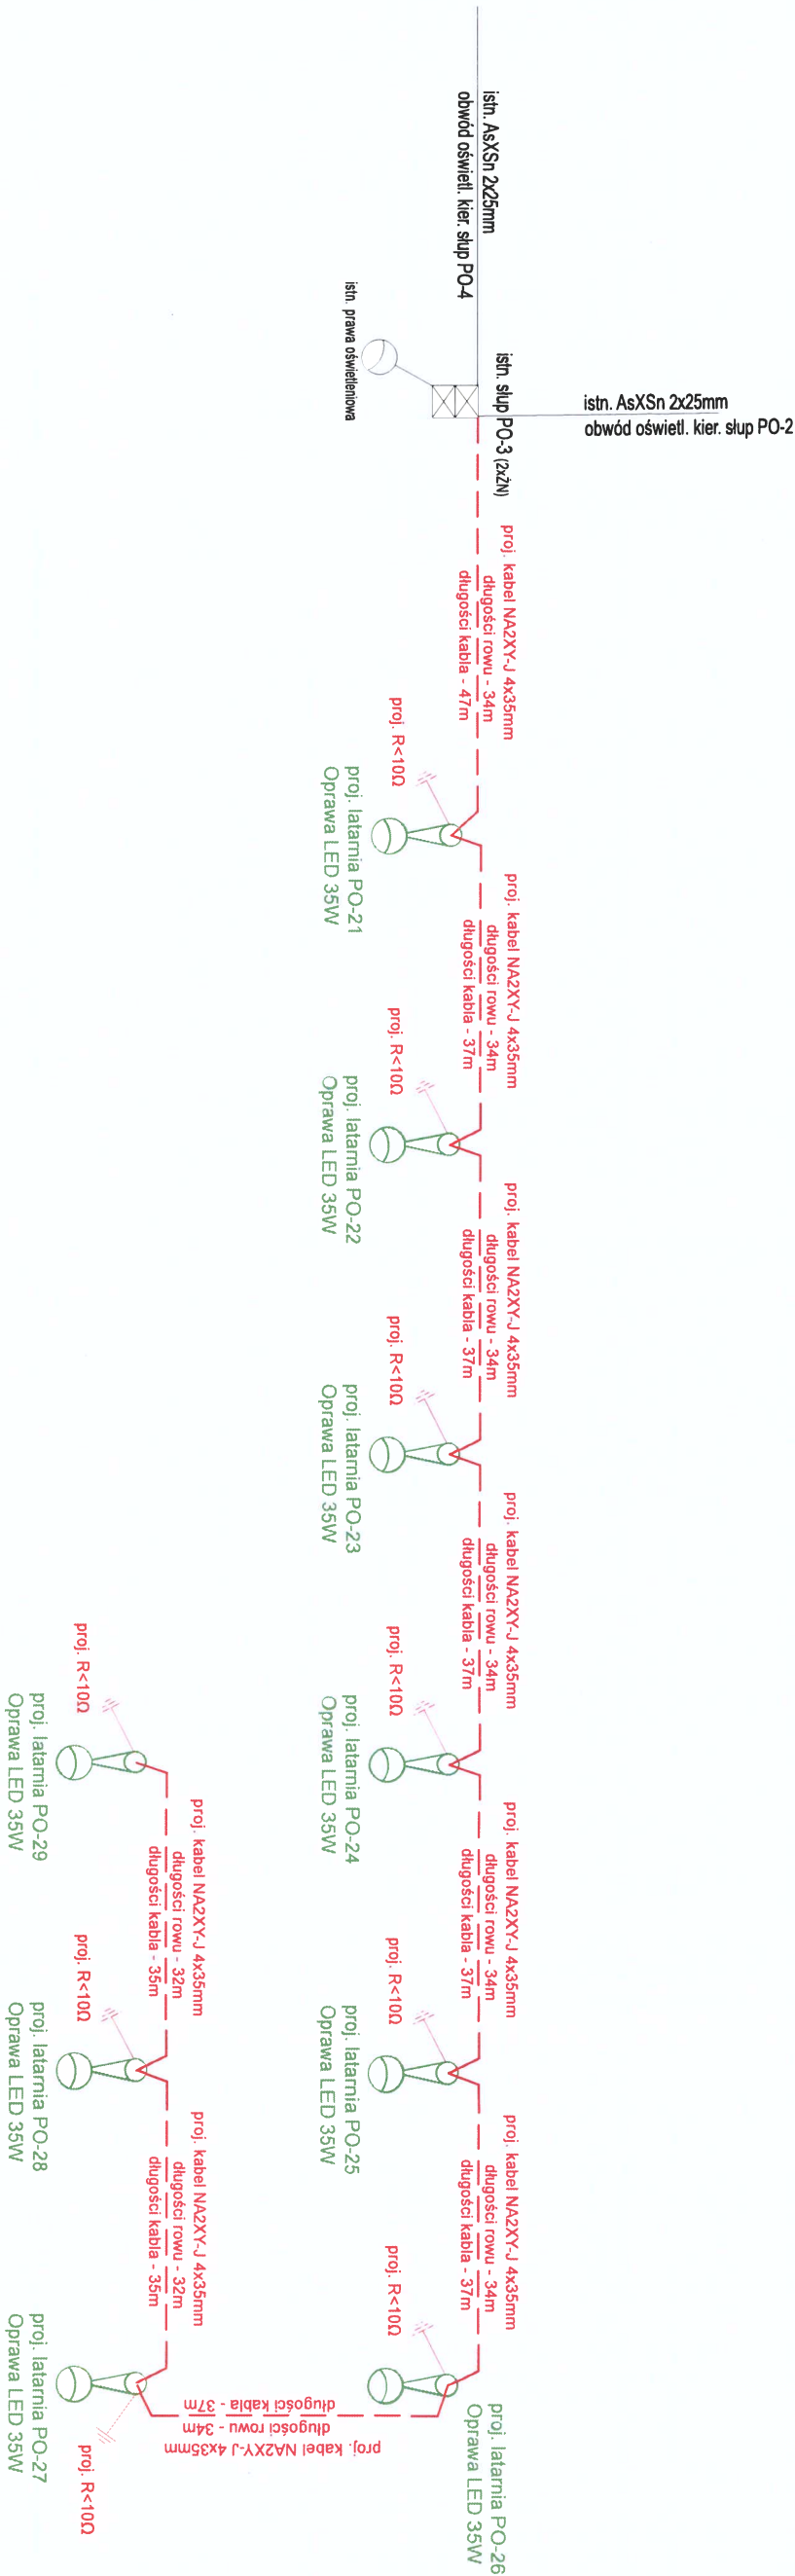 istn. AsXSn 2x25mm
obwód oświetl. kier. słup PO-4
istn. prawa oświetleniowa
istn. słup PO-3 (2xŻN)
istn. AsXSn 2x25mm
obwód oświetl. kier. słup PO-2
proj. kabel NA2XY-J 4x35mm
długości rowu - 34m
długości kabla - 47m
proj. R<10Ω
proj. latarnia PO-21
Oprawa LED 35W
proj. kabel NA2XY-J 4x35mm
długości rowu - 34m
długości kabla - 37m
proj. R<10Ω
proj. latarnia PO-22
Oprawa LED 35W
proj. kabel NA2XY-J 4x35mm
długości rowu - 34m
długości kabla - 37m
proj. R<10Ω
proj. latarnia PO-23
Oprawa LED 35W
proj. kabel NA2XY-J 4x35mm
długości rowu - 34m
długości kabla - 37m
proj. R<10Ω
proj. latarnia PO-24
Oprawa LED 35W
proj. kabel NA2XY-J 4x35mm
długości rowu - 34m
długości kabla - 37m
proj. R<10Ω
proj. latarnia PO-25
Oprawa LED 35W
proj. kabel NA2XY-J 4x35mm
długości rowu - 34m
długości kabla - 37m
proj. R<10Ω
proj. latarnia PO-26
Oprawa LED 35W
proj. kabel NA2XY-J 4x35mm
długości rowu - 34m
długości kabla - 37m
proj. R<10Ω
proj. latarnia PO-27
Oprawa LED 35W
proj. kabel NA2XY-J 4x35mm
długości rowu - 32m
długości kabla - 35m
proj. R<10Ω
proj. latarnia PO-28
Oprawa LED 35W
proj. kabel NA2XY-J 4x35mm
długości rowu - 32m
długości kabla - 35m
proj. R<10Ω
proj. latarnia PO-29
Oprawa LED 35W